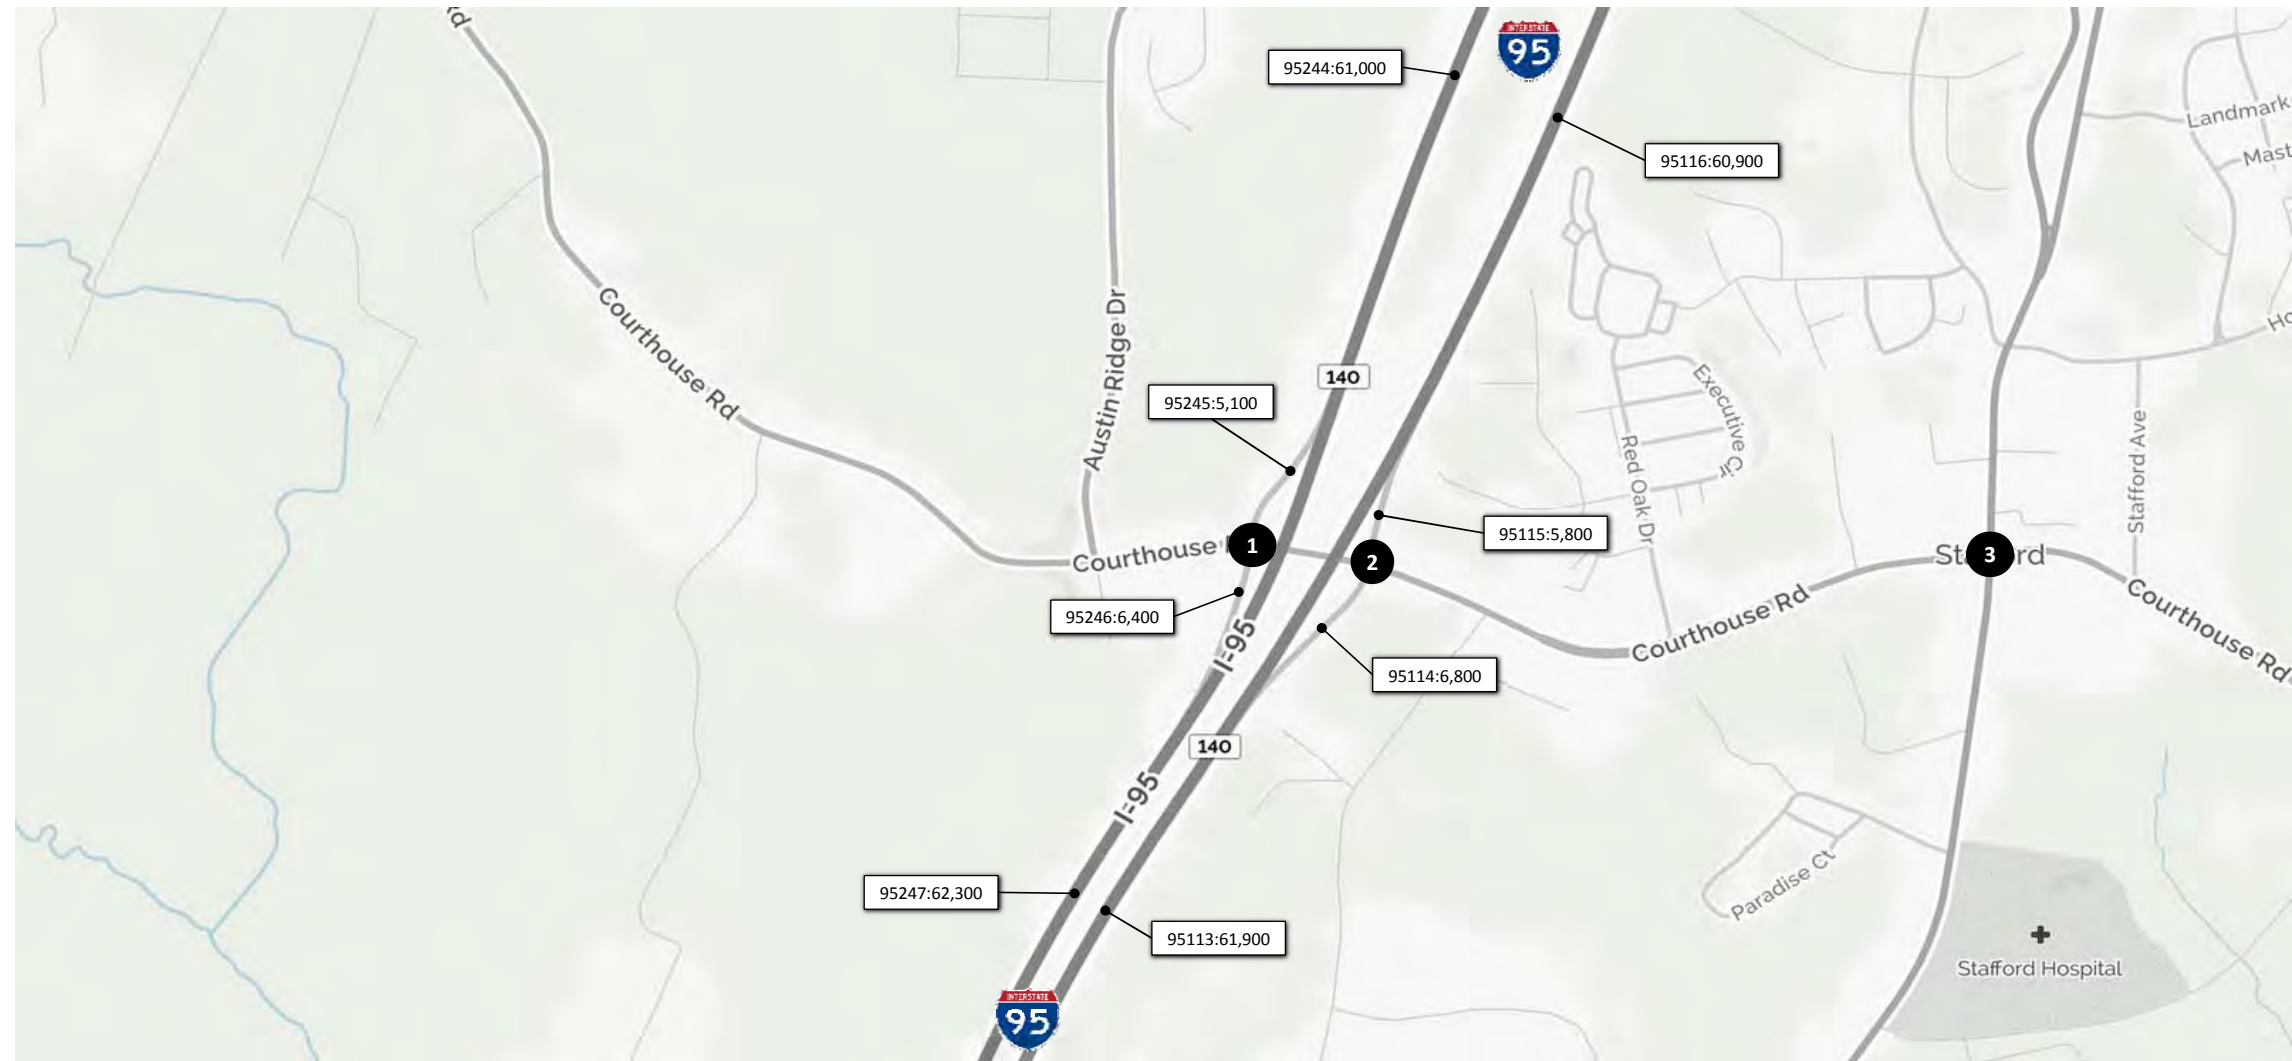 Rd
INTERSTATE
95
95244:61,000
95116:60,900
Landmark
Mast
Courthouse Rd
Austin Ridge Dr
140
95245:5,100
Executive Cir
Red Oak Dr
Stafford Ave
95115:5,800
Courthouse
1
2
3
St rd
95246:6,400
I-95
95114:6,800
Courthouse Rd
Courthouse Rd
140
I-95
95247:62,300
95113:61,900
Paradise Ct
Stafford Hospital
INTERSTATE
95